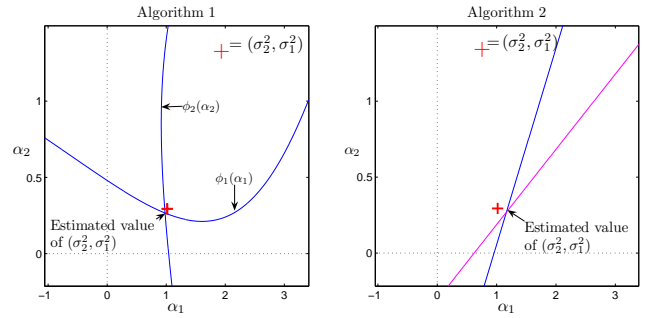 Algorithm 1
= (σ₂², σ₁²)
1
ϕ₂(α₂)
α₂
0.5
ϕ₁(α₁)
Estimated value
of (σ₂², σ₁²)
0
-1 0 1 2 3
α₁
Algorithm 2
=(σ₂², σ₁²)
1
α₂
0.5
Estimated value
of (σ₂², σ₁²)
0
-1 0 1 2 3
α₁